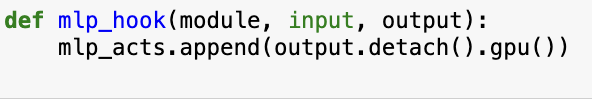 def mlp_hook(module, input, output):
    mlp_acts.append(output.detach().gpu())